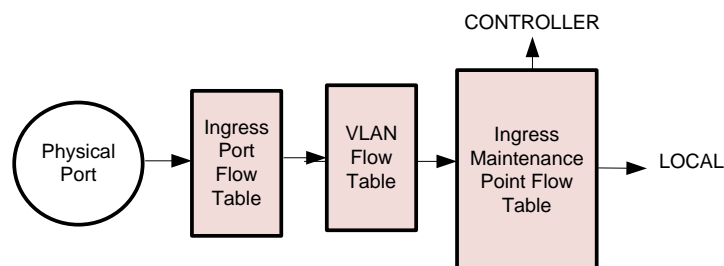 CONTROLLER
Physical
Port
Ingress
Port
Flow
Table
VLAN
Flow
Table
Ingress
Maintenance
Point Flow
Table
LOCAL